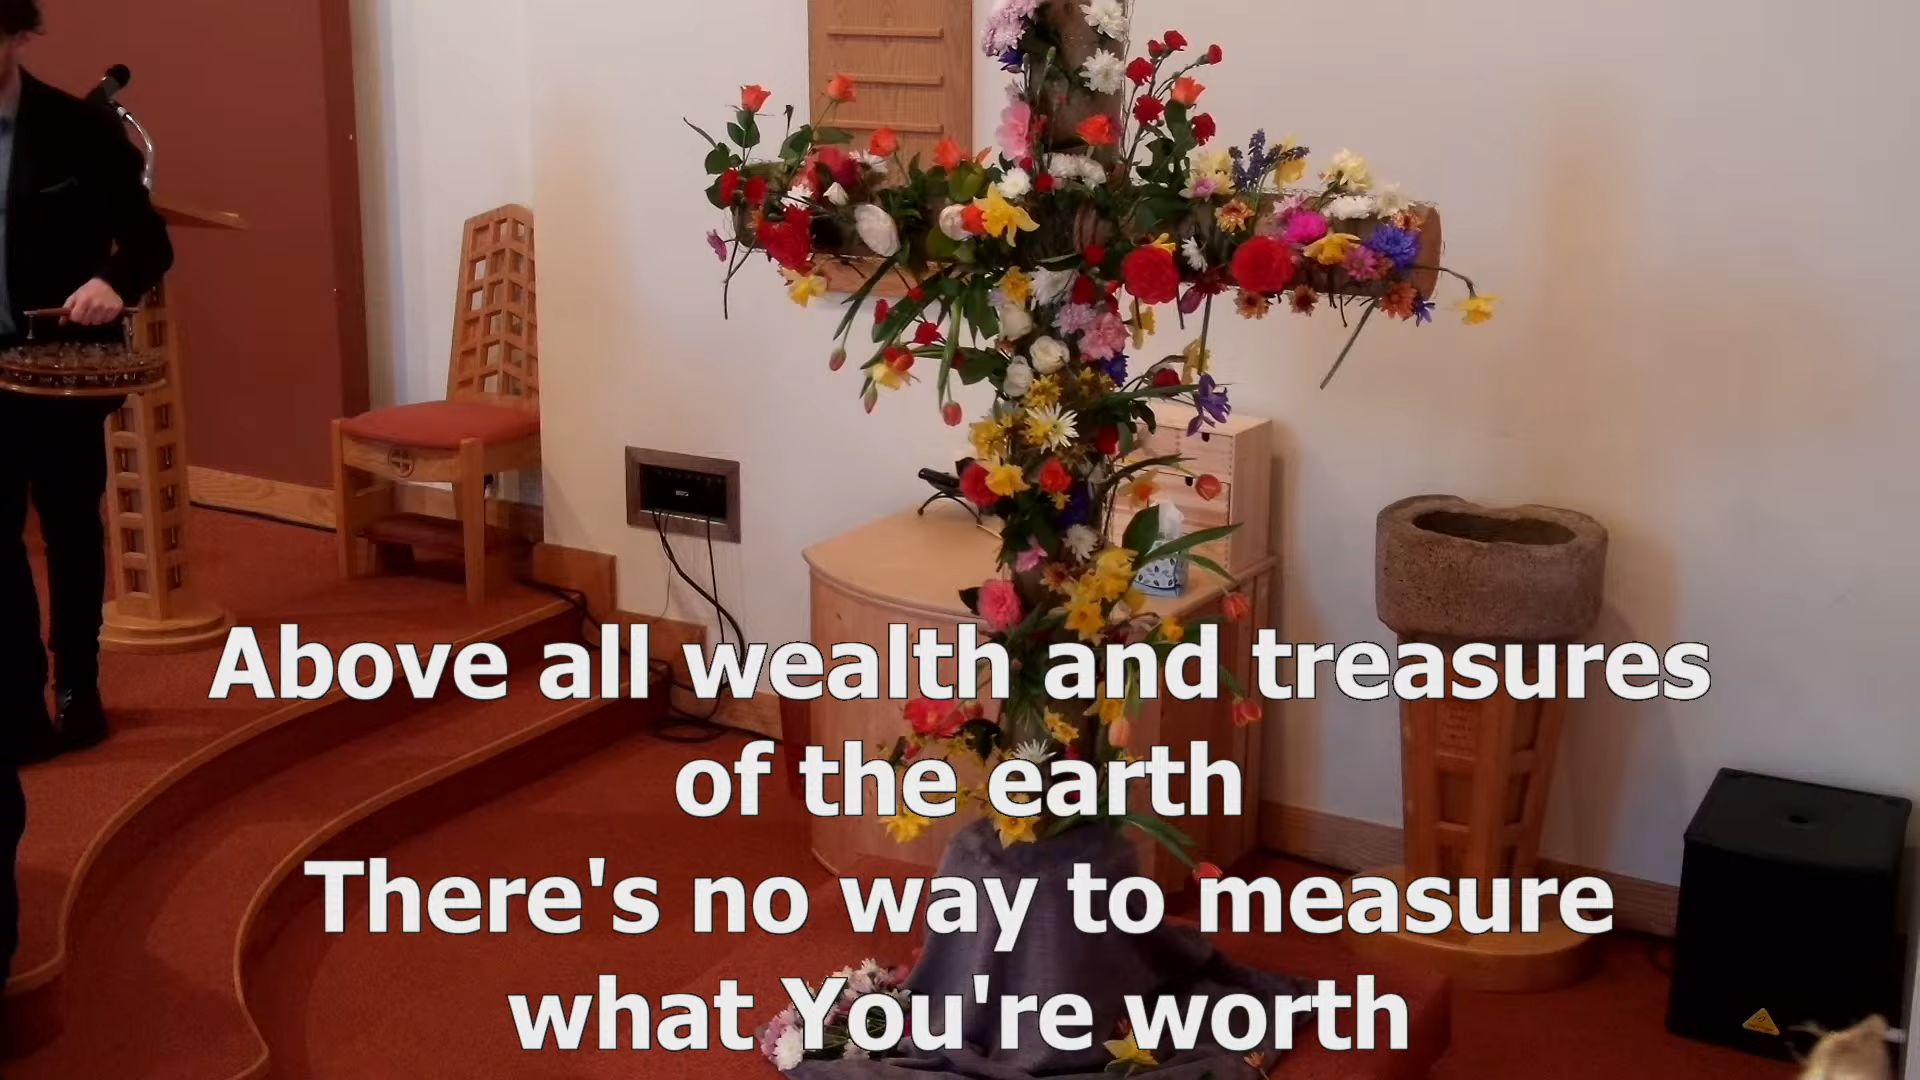 Above all wealth and treasures
of the earth
There's no way to measure
what You're worth